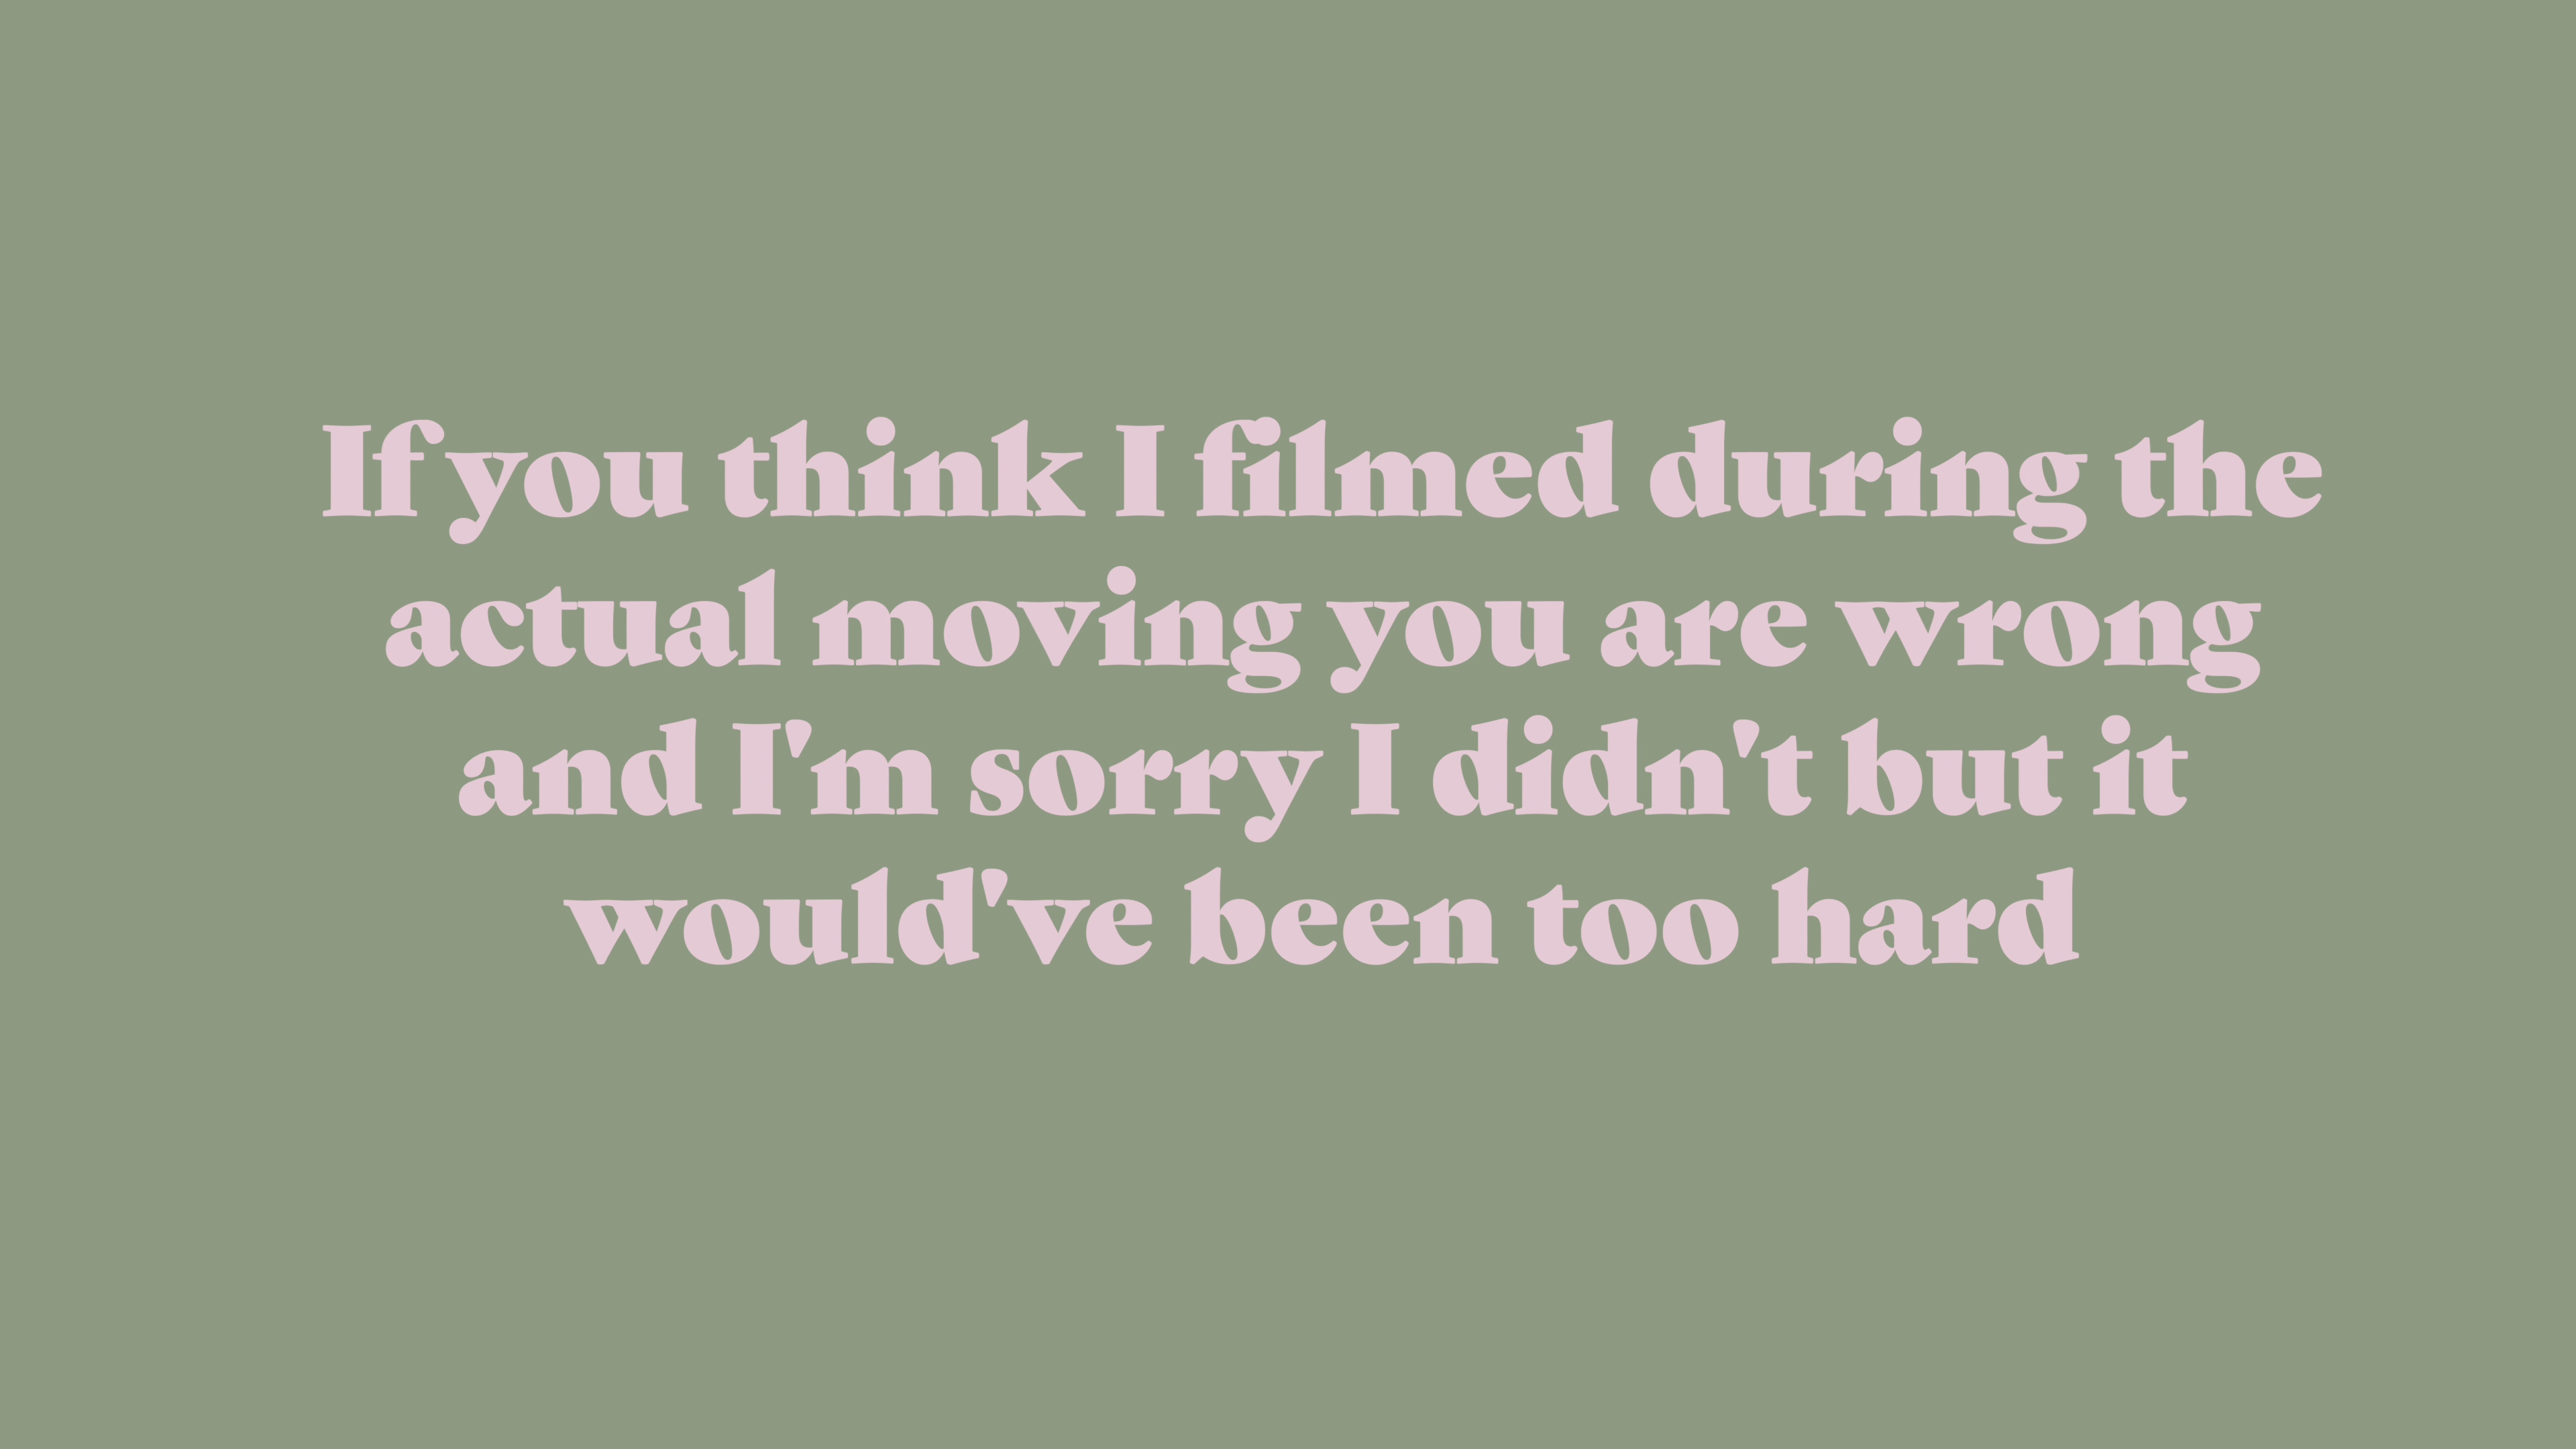 If you think I filmed during the
actual moving you are wrong
and I'm sorry I didn't but it
would've been too hard